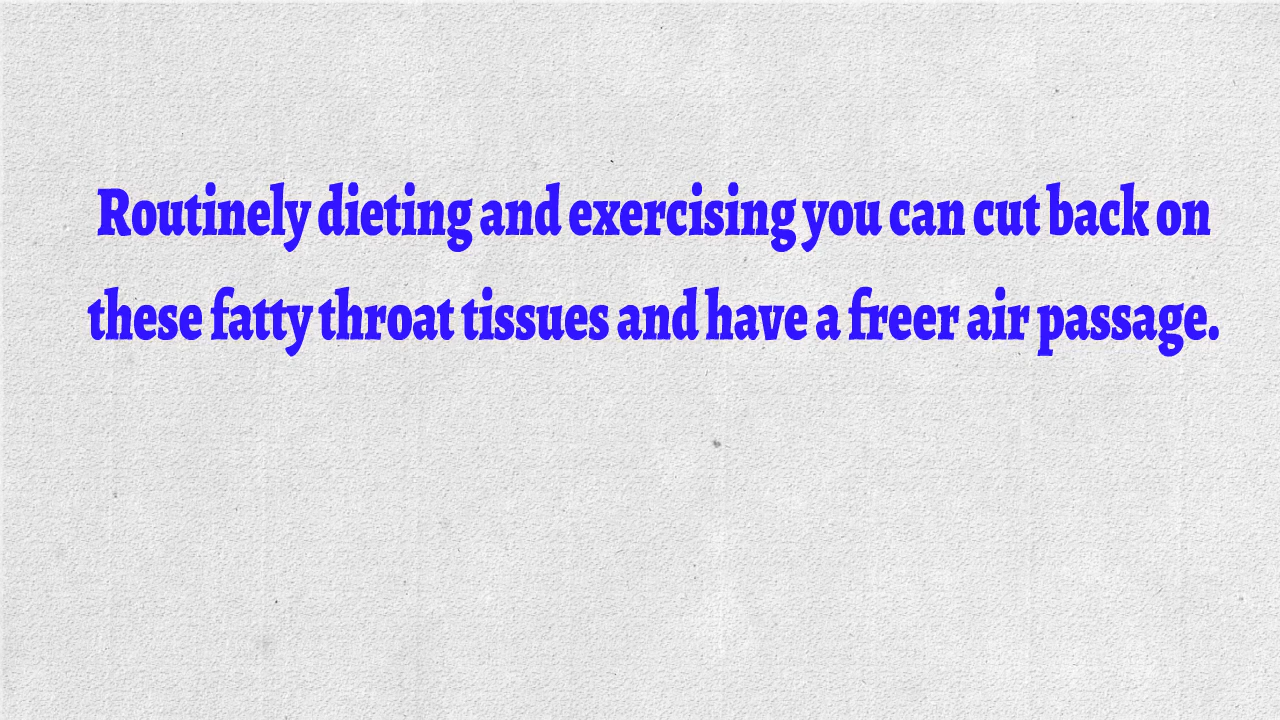 Routinely dieting and exercising you can cut back on
these fatty throat tissues and have a freer air passage.